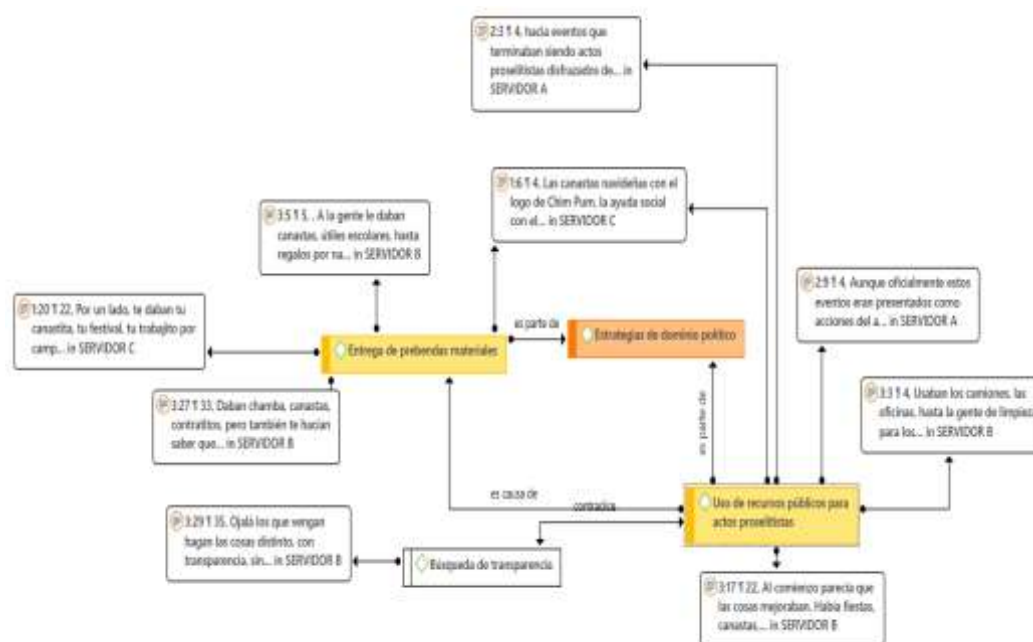 2:3 ¶ 4, hacía eventos que
terminaban siendo actos
proselitistas disfrazados de... in
SERVIDOR A
1:6 ¶ 4, Las canastas navideñas con el
logo de Chim Pum, la ayuda social
con el... in SERVIDOR C
3:5 ¶ 5, . A la gente le daban
canastas, útiles escolares, hasta
regalos por na... in SERVIDOR B
2:9 ¶ 4, Aunque oficialmente estos
eventos eran presentados como
acciones del a... in SERVIDOR A
1:20 ¶ 22, Por un lado, te daban tu
canastita, tu festival, tu trabajito por
camp... in SERVIDOR C
es parte de
Estrategias de dominio político
Entrega de prebendas materiales
3:27 ¶ 33, Daban chamba, canastas,
contratitos, pero también te hacían
saber que... in SERVIDOR B
3:3 ¶ 4, Usaban los camiones, las
oficinas, hasta la gente de limpieza
para los... in SERVIDOR B
es parte de
es causa de
contradice
Uso de recursos públicos para
actos proselitistas
3:29 ¶ 35, Ojalá los que vengan
hagan las cosas distinto, con
transparencia, sin... in SERVIDOR B
Búsqueda de transparencia
3:17 ¶ 22, Al comienzo parecía que
las cosas mejoraban. Había fiestas,
canastas,... in SERVIDOR B